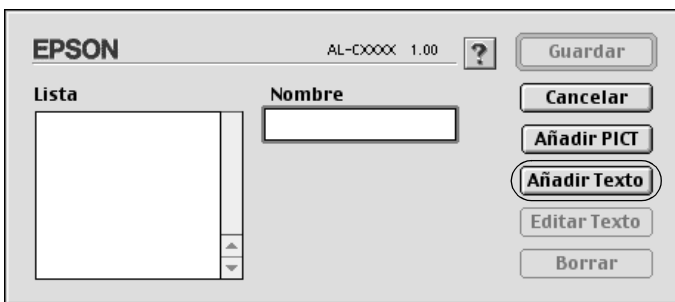 EPSON AL-CXXXX 1.00 ? Guardar
Lista Nombre Cancelar
Añadir PICT
Añadir Texto
Editar Texto
Borrar